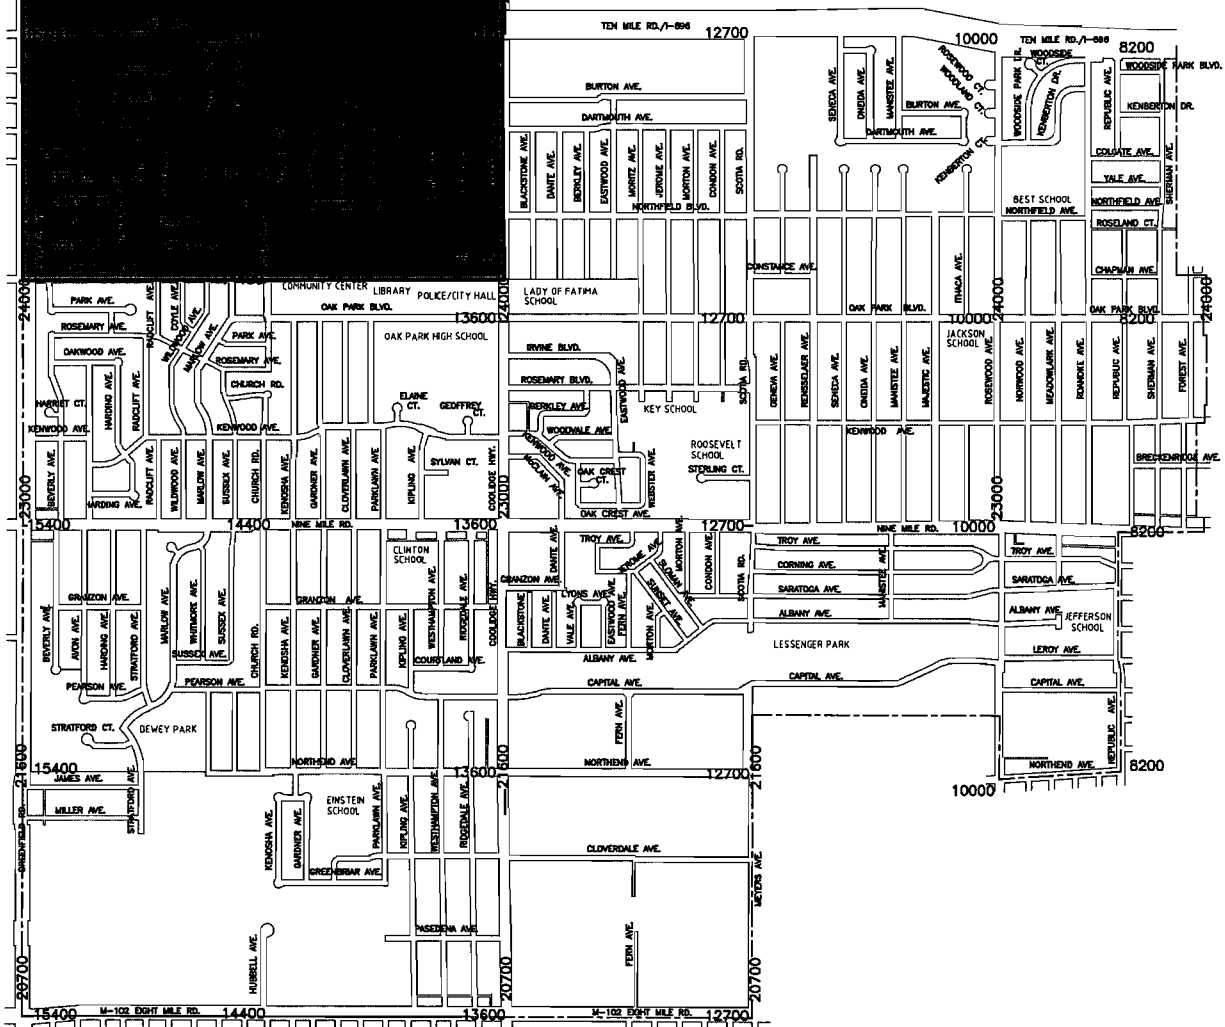 TEN MILE RD./I-696
12700
10000
TEN MILE RD./I-696
8200
WOODSIDE CT.
WOODSIDE PARK BLVD.
ROSEWOOD CT.
WOODLAND CT.
WOODSIDE PARK DR.
KENBERTON DR.
REPUBLIC AVE.
KENBERTON DR.
SENECA AVE.
ONEIDA AVE.
MANISTEE AVE.
BURTON AVE.
BURTON AVE.
DARTMOUTH AVE.
DARTMOUTH AVE.
KENBERTON CT.
COLGATE AVE.
YALE AVE.
SHERMAN AVE.
BLACKSTONE AVE.
DANTE AVE.
BERKLEY AVE.
EASTWOOD AVE.
MORITZ AVE.
JEROME AVE.
MORTON AVE.
CONDON AVE.
SCOTIA RD.
NORTHFIELD BLVD.
BEST SCHOOL
NORTHFIELD AVE.
NORTHFIELD AVE.
ROSELAND CT.
CONSTANCE AVE.
CHAPMAN AVE.
ITHACA AVE.
24000
PARK AVE.
RADCLIFT AVE.
COYLE AVE.
WILDWOOD AVE.
MARLOW AVE.
COMMUNITY CENTER
LIBRARY
POLICE/CITY HALL
24000
LADY OF FATIMA
SCHOOL
OAK PARK BLVD.
13600
12700
OAK PARK BLVD.
10000
24000
OAK PARK BLVD.
8200
24000
ROSEMARY AVE.
PARK AVE.
OAK PARK HIGH SCHOOL
JACKSON
SCHOOL
OAKWOOD AVE.
ROSEMARY AVE.
IRVINE BLVD.
ROSEMARY BLVD.
EASTWOOD AVE.
SCOTIA RD.
GENEVA AVE.
RENSSELAER AVE.
SENECA AVE.
ONEIDA AVE.
MANISTEE AVE.
MAJESTIC AVE.
ROSEWOOD AVE.
NORWOOD AVE.
MEADOWLARK AVE.
ROANOKE AVE.
REPUBLIC AVE.
SHERMAN AVE.
FOREST AVE.
CHURCH RD.
HARRIET CT.
HARDING AVE.
RADCLIFT AVE.
ELAINE
CT.
GEOFFREY
CT.
BERKLEY AVE.
KEY SCHOOL
KENWOOD AVE.
KENWOOD AVE.
WOODVALE AVE.
KENWOOD AVE.
KENWOOD AVE.
MCCLAIN AVE.
ROOSEVELT
SCHOOL
STERLING CT.
BRECKENRIDGE AVE.
BEVERLY AVE.
RADCLIFT AVE.
WILDWOOD AVE.
MARLOW AVE.
SUSSEX AVE.
CHURCH RD.
KENOSHA AVE.
GARDNER AVE.
CLOVERLAWN AVE.
PARKLAWN AVE.
KIPLING AVE.
SYLVAN CT.
COOLIDGE HWY.
OAK CREST
CT.
WEBSTER AVE.
23000
23000
23000
HARDING AVE.
OAK CREST AVE.
15400
14400
NINE MILE RD.
13600
12700
NINE MILE RD.
10000
8200
CLINTON
SCHOOL
DANTE AVE.
TROY AVE.
JEROME AVE.
SLOMAN AVE.
MORTON AVE.
CONDON AVE.
SCOTIA RD.
TROY AVE.
TROY AVE.
CORNING AVE.
MANISTEE AVE.
SARATOGA AVE.
SARATOGA AVE.
GRANZON AVE.
GRANZON AVE.
GRANZON AVE.
LYONS AVE.
SUNSET AVE.
ALBANY AVE.
ALBANY AVE.
JEFFERSON
SCHOOL
BEVERLY AVE.
AVON AVE.
HARDING AVE.
STRATFORD AVE.
MARLOW AVE.
WHITMORE AVE.
SUSSEX AVE.
CHURCH RD.
KENOSHA AVE.
GARDNER AVE.
CLOVERLAWN AVE.
PARKLAWN AVE.
KIPLING AVE.
WESTHAMPTON AVE.
RIDGEDALE AVE.
COOLIDGE HWY.
BLACKSTONE
DANTE AVE.
VALE AVE.
EASTWOOD AVE.
FERN AVE.
MORTON AVE.
LESSENGER PARK
SUSSEX AVE.
COURTLAND AVE.
ALBANY AVE.
LEROY AVE.
PEARSON AVE.
PEARSON AVE.
CAPITAL AVE.
CAPITAL AVE.
CAPITAL AVE.
STRATFORD CT.
DEWEY PARK
FERN AVE.
REPUBLIC AVE.
21600
15400
NORTHEND AVE.
13600
21600
NORTHEND AVE.
12700
21600
NORTHEND AVE.
8200
10000
JAMES AVE.
MILLER AVE.
STRATFORD AVE.
GREENFIELD RD.
EINSTEIN
SCHOOL
KENOSHA AVE.
GARDNER AVE.
PARKLAWN AVE.
KIPLING AVE.
WESTHAMPTON AVE.
RIDGEDALE AVE.
CLOVERDALE AVE.
GREENBRIAR AVE.
MEYERS AVE.
HUBBELL AVE.
PASEDENA AVE.
FERN AVE.
20700
20700
20700
15400
M-102 EIGHT MILE RD.
14400
13600
M-102 EIGHT MILE RD.
12700